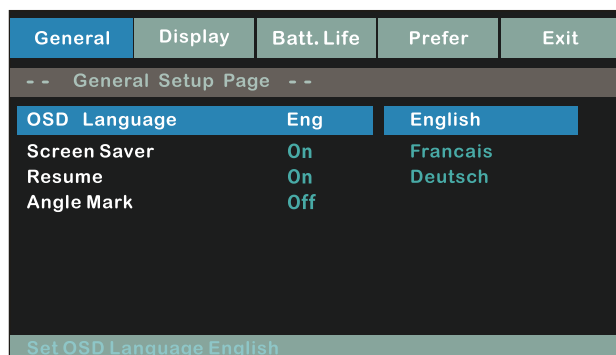 General Display Batt. Life Prefer Exit
-- General Setup Page --
OSD Language Eng English
Screen Saver On Francais
Resume On Deutsch
Angle Mark Off
Set OSD Language English